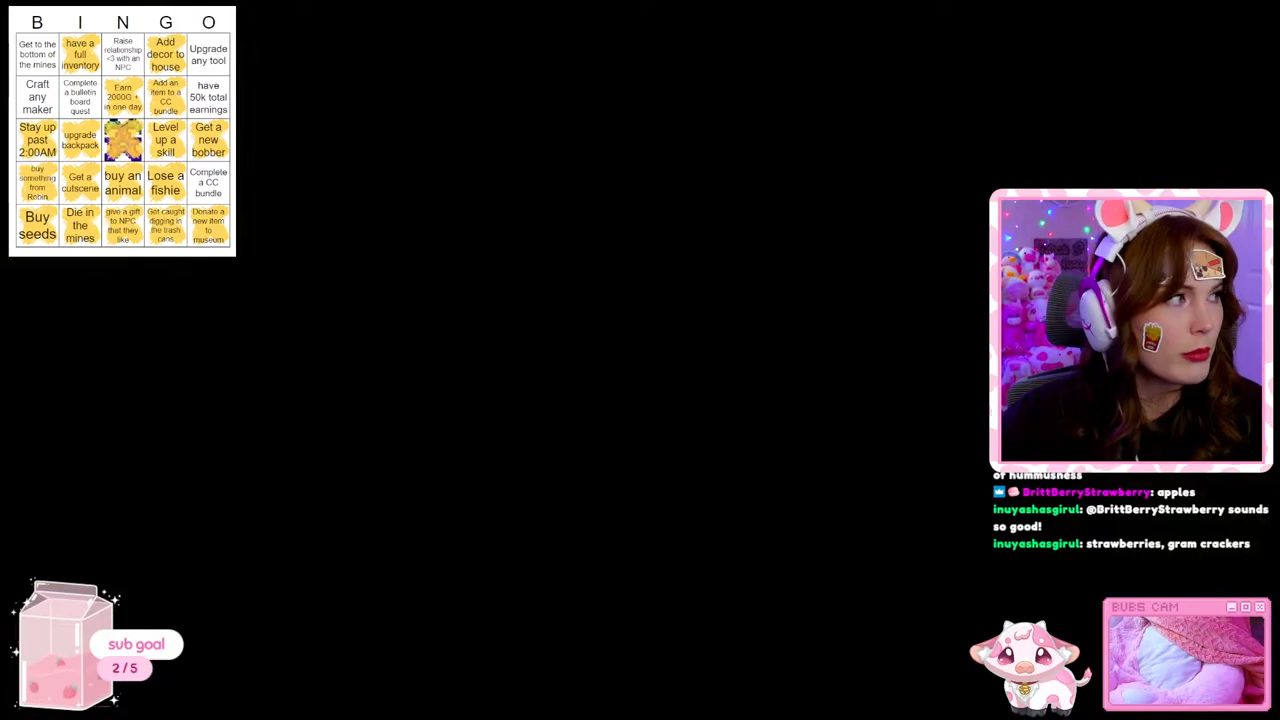 B I N G O
Get to the bottom of the mines
have a full inventory
Raise relationship <3 with an NPC
Add decor to house
Upgrade any tool
Craft any maker
Complete a bulletin board quest
Earn 2000G + in one day
Add an item to a CC bundle
have 50k total earnings
Stay up past 2:00AM
upgrade backpack
Level up a skill
Get a new bobber
buy something from Robin
Get a cutscene
buy an animal
Lose a fishie
Complete a CC bundle
Buy seeds
Die in the mines
give a gift to NPC that they like
Get caught digging in the trash cans
Donate a new item to museum
or hummusness
BrittBerryStrawberry: apples
inuyashasgirul: @BrittBerryStrawberry sounds
so good!
inuyashasgirul: strawberries, gram crackers
BUBS CAM
sub goal
2 / 5